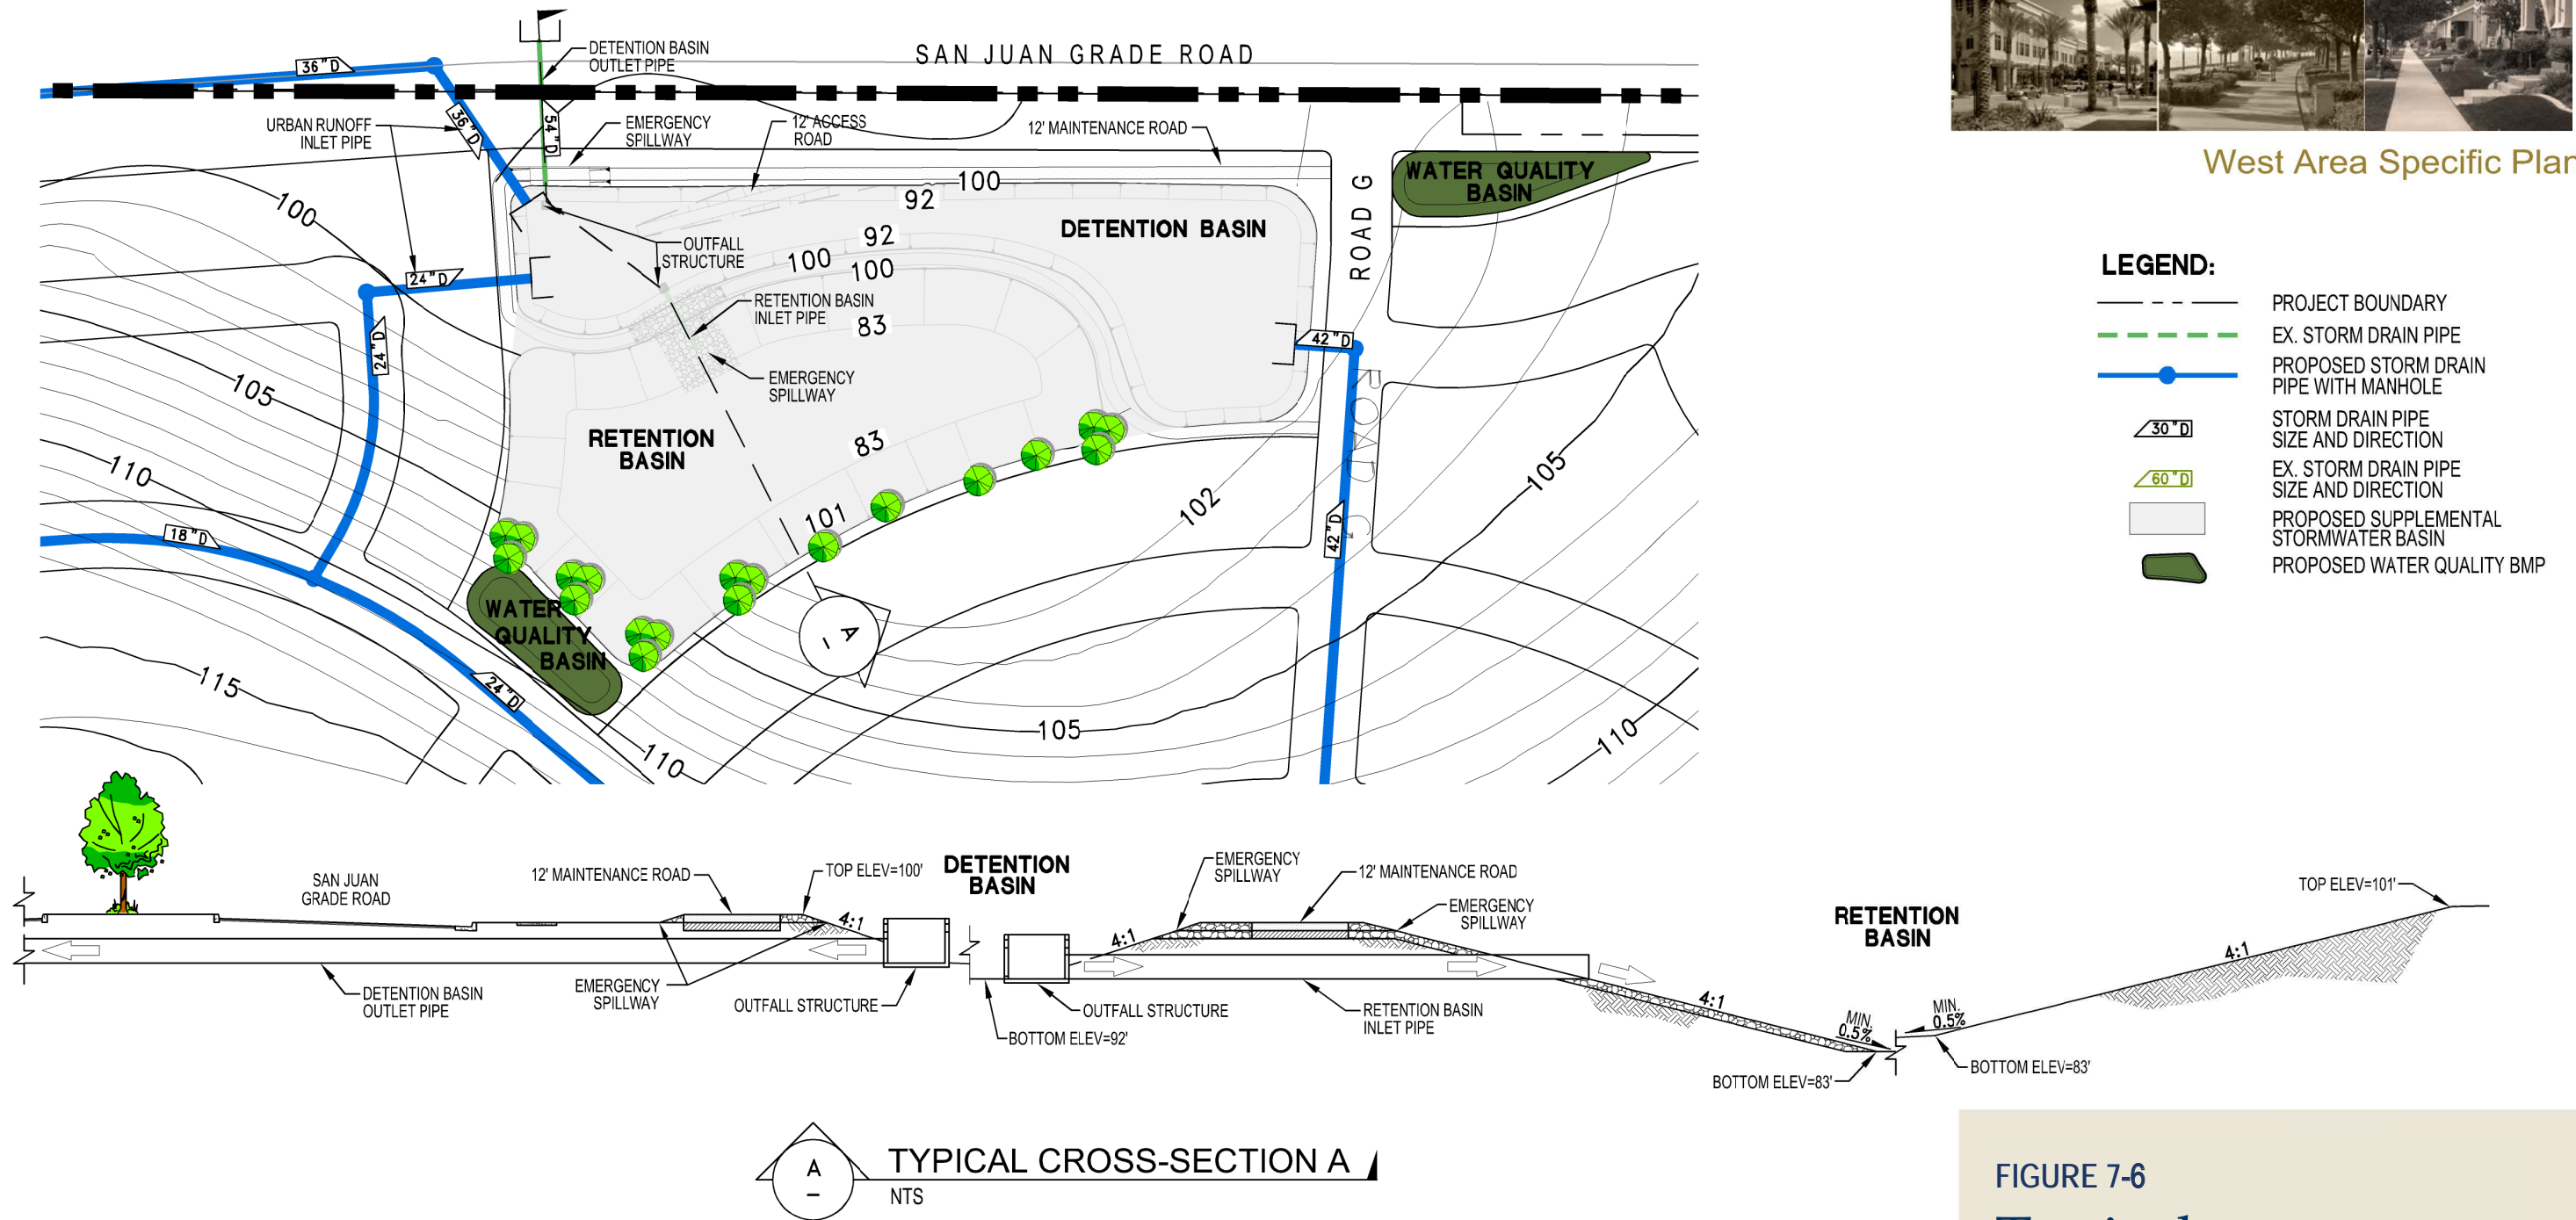 DETENTION BASIN
OUTLET PIPE
SAN JUAN GRADE ROAD
36"D
36"D
54"D
URBAN RUNOFF
INLET PIPE
EMERGENCY
SPILLWAY
12' ACCESS
ROAD
12' MAINTENANCE ROAD
WATER QUALITY
BASIN
100
92
100
DETENTION BASIN
ROAD G
92
100
100
OUTFALL
STRUCTURE
24"D
RETENTION BASIN
INLET PIPE
83
24"D
42"D
EMERGENCY
SPILLWAY
105
RETENTION
BASIN
83
ROAD C
110
101
102
105
18"D
42"D
WATER
QUALITY
BASIN
A
–
115
24"D
105
110
110
West Area Specific Plan
LEGEND:
PROJECT BOUNDARY
EX. STORM DRAIN PIPE
PROPOSED STORM DRAIN
PIPE WITH MANHOLE
30"D
STORM DRAIN PIPE
SIZE AND DIRECTION
60"D
EX. STORM DRAIN PIPE
SIZE AND DIRECTION
PROPOSED SUPPLEMENTAL
STORMWATER BASIN
PROPOSED WATER QUALITY BMP
SAN JUAN
GRADE ROAD
12' MAINTENANCE ROAD
TOP ELEV=100'
DETENTION
BASIN
EMERGENCY
SPILLWAY
12' MAINTENANCE ROAD
EMERGENCY
SPILLWAY
RETENTION
BASIN
TOP ELEV=101'
4:1
4:1
4:1
4:1
DETENTION BASIN
OUTLET PIPE
EMERGENCY
SPILLWAY
OUTFALL STRUCTURE
BOTTOM ELEV=92'
OUTFALL STRUCTURE
RETENTION BASIN
INLET PIPE
MIN.
0.5%
MIN.
0.5%
BOTTOM ELEV=83'
BOTTOM ELEV=83'
A
–
TYPICAL CROSS-SECTION A
NTS
FIGURE 7-6